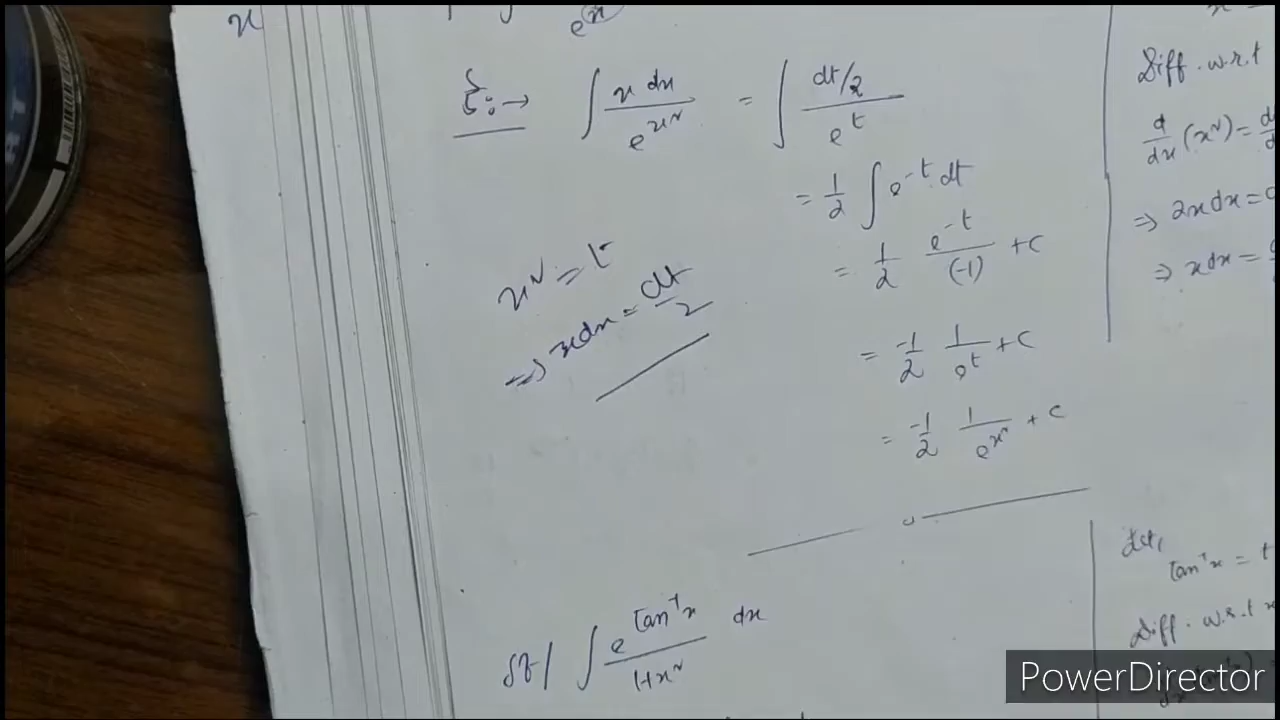 x
e^x
∫ x dx / e^x² = ∫ dt/2 / e^t
= 1/2 ∫ e^-t dt
= 1/2 e^-t / (-1) + c
= -1/2 1/e^t + c
= -1/2 1/e^x² + c
x² = t
⇒ x dx = dt/2
Diff. w.r.t
d/dx (x²) =
⇒ 2x dx =
⇒ x dx =
∫ e^tan⁻¹x / 1+x² dx
Let,
tan⁻¹x = t
Diff. w.r.t x
PowerDirector